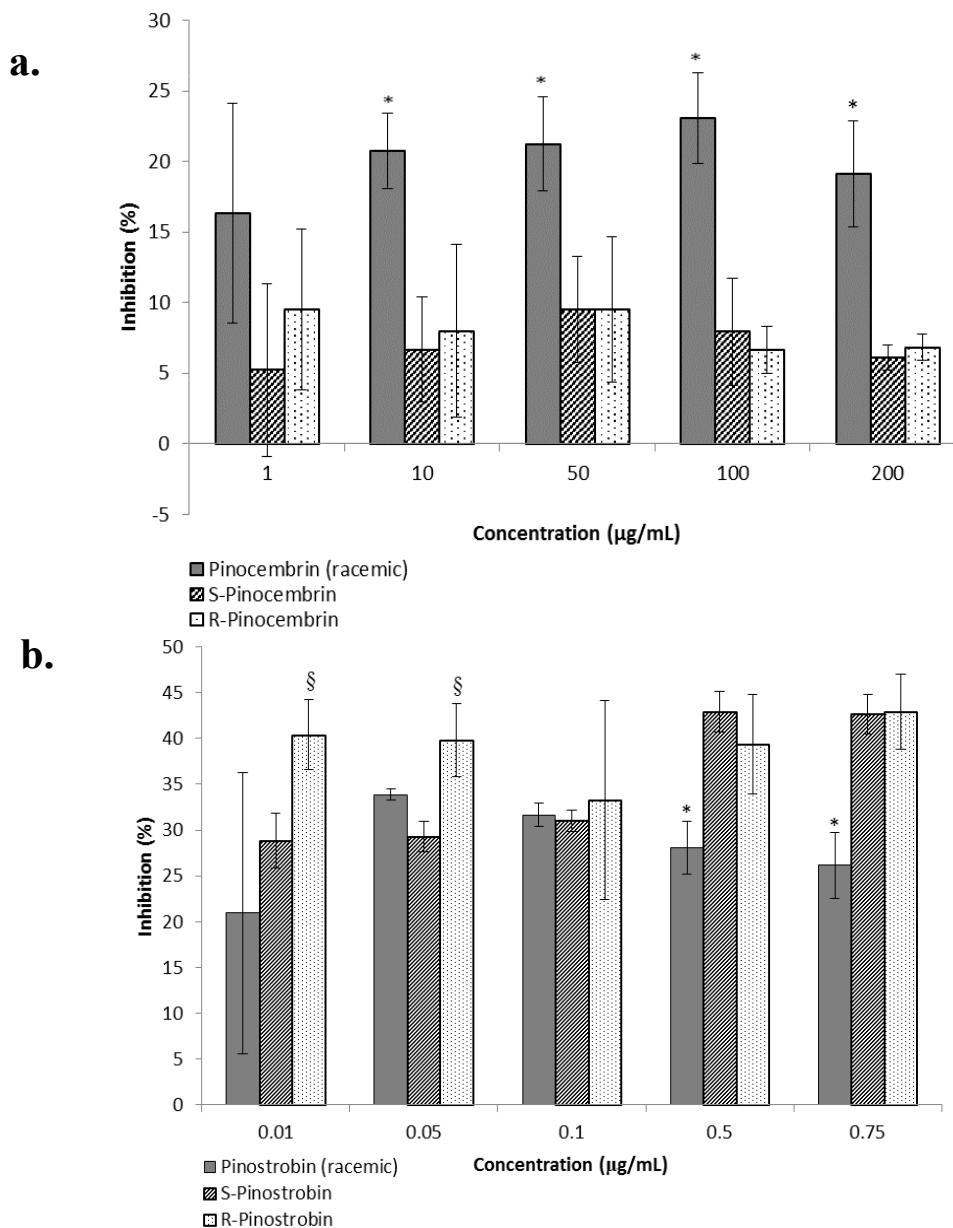 a.
30
25
20
15
10
5
0
-5
Inhibition (%)
* * * *
1 10 50 100 200
Concentration (µg/mL)
Pinocembrin (racemic)
S-Pinocembrin
R-Pinocembrin
b.
50
45
40
35
30
25
20
15
10
5
0
Inhibition (%)
§ § * *
0.01 0.05 0.1 0.5 0.75
Concentration (µg/mL)
Pinostrobin (racemic)
S-Pinostrobin
R-Pinostrobin